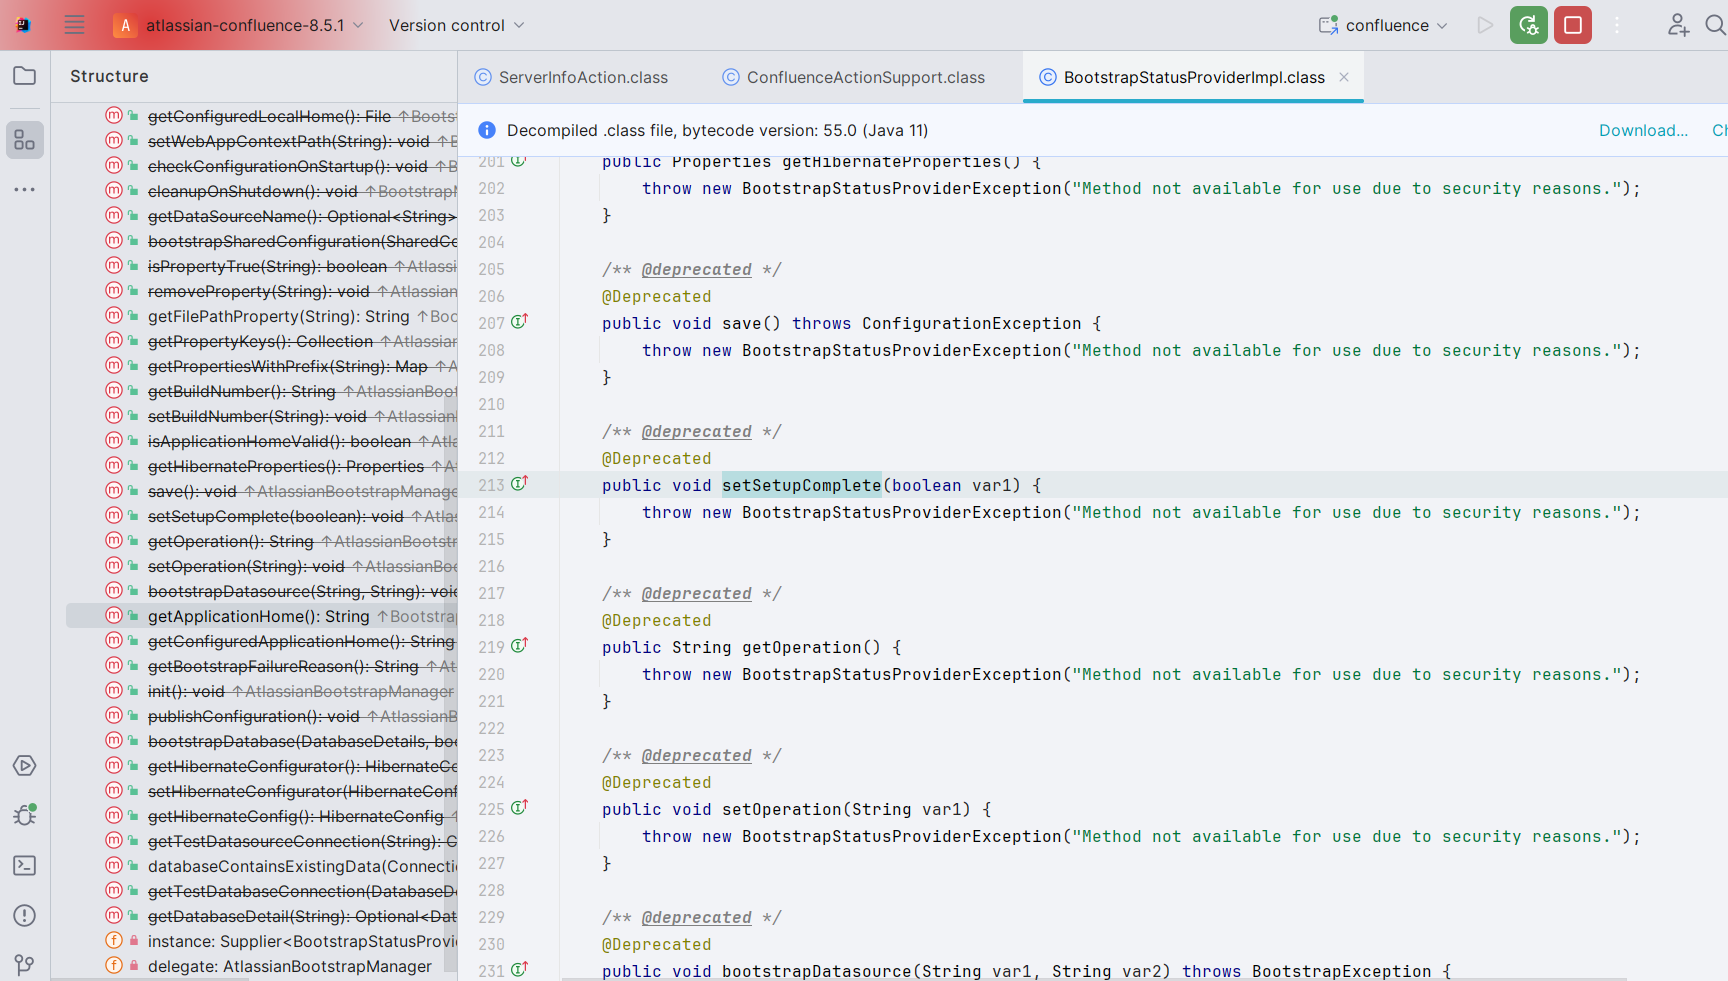 A atlassian-confluence-8.5.1 Version control confluence
Structure
ServerInfoAction.class ConfluenceActionSupport.class BootstrapStatusProviderImpl.class
Decompiled .class file, bytecode version: 55.0 (Java 11) Download... Ch
getConfiguredLocalHome(): File ↑Boots
setWebAppContextPath(String): void ↑B
checkConfigurationOnStartup(): void ↑B
cleanupOnShutdown(): void ↑BootstrapM
getDataSourceName(): Optional<String>
bootstrapSharedConfiguration(SharedCo
isPropertyTrue(String): boolean ↑Atlassi
removeProperty(String): void ↑Atlassian
getFilePathProperty(String): String ↑Boo
getPropertyKeys(): Collection ↑Atlassian
getPropertiesWithPrefix(String): Map ↑A
getBuildNumber(): String ↑AtlassianBoot
setBuildNumber(String): void ↑Atlassian
isApplicationHomeValid(): boolean ↑Atla
getHibernateProperties(): Properties ↑A
save(): void ↑AtlassianBootstrapManage
setSetupComplete(boolean): void ↑Atlas
getOperation(): String ↑AtlassianBootstr
setOperation(String): void ↑AtlassianBoo
bootstrapDatasource(String, String): void
getApplicationHome(): String ↑Bootstrap
getConfiguredApplicationHome(): String
getBootstrapFailureReason(): String ↑At
init(): void ↑AtlassianBootstrapManager
publishConfiguration(): void ↑AtlassianB
bootstrapDatabase(DatabaseDetails, boo
getHibernateConfigurator(): HibernateCo
setHibernateConfigurator(HibernateConf
getHibernateConfig(): HibernateConfig ↑
getTestDatasourceConnection(String): C
databaseContainsExistingData(Connectio
getTestDatabaseConnection(DatabaseDe
getDatabaseDetail(String): Optional<Dat
instance: Supplier<BootstrapStatusProvi
delegate: AtlassianBootstrapManager
201 public Properties getHibernateProperties() {
202 throw new BootstrapStatusProviderException("Method not available for use due to security reasons.");
203 }
204
205 /** @deprecated */
206 @Deprecated
207 public void save() throws ConfigurationException {
208 throw new BootstrapStatusProviderException("Method not available for use due to security reasons.");
209 }
210
211 /** @deprecated */
212 @Deprecated
213 public void setSetupComplete(boolean var1) {
214 throw new BootstrapStatusProviderException("Method not available for use due to security reasons.");
215 }
216
217 /** @deprecated */
218 @Deprecated
219 public String getOperation() {
220 throw new BootstrapStatusProviderException("Method not available for use due to security reasons.");
221 }
222
223 /** @deprecated */
224 @Deprecated
225 public void setOperation(String var1) {
226 throw new BootstrapStatusProviderException("Method not available for use due to security reasons.");
227 }
228
229 /** @deprecated */
230 @Deprecated
231 public void bootstrapDatasource(String var1, String var2) throws BootstrapException {